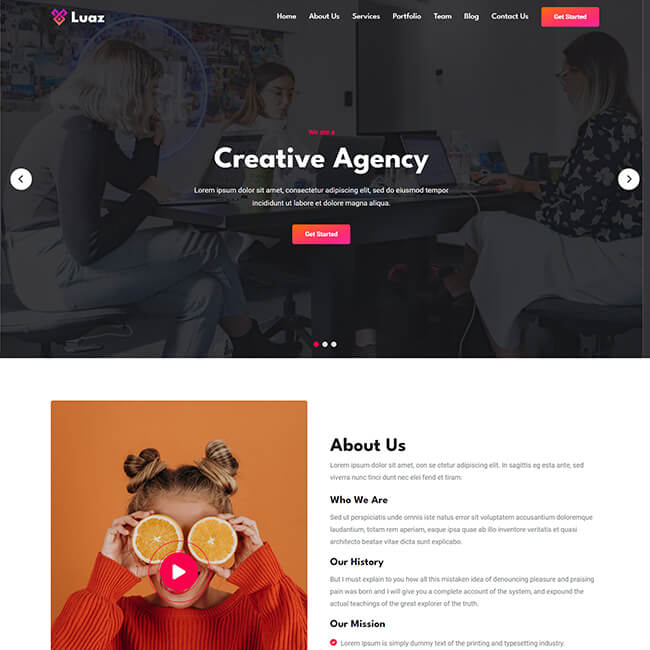 Luaz
Home About Us Services Portfolio Team Blog Contact Us Get Started
We are a
Creative Agency
Lorem ipsum dolor sit amet, consectetur adipiscing elit, sed do eiusmod tempor
incididunt ut labore et dolore magna aliqua.
Get Started
About Us
Lorem ipsum dolor sit amet, con se ctetur adipiscing elit. In sagittis eg esta ante, sed
viverra nunc tinci dunt nec elei fend et tiram.
Who We Are
Sed ut perspiciatis unde omnis iste natus error sit voluptatem accusantium doloremque
laudantium, totam rem aperiam, eaque ipsa quae ab illo inventore veritatis et quasi
architecto beatae vitae dicta sunt explicabo.
Our History
But I must explain to you how all this mistaken idea of denouncing pleasure and praising
pain was born and I will give you a complete account of the system, and expound the
actual teachings of the great explorer of the truth.
Our Mission
Lorem Ipsum is simply dummy text of the printing and typesetting industry.